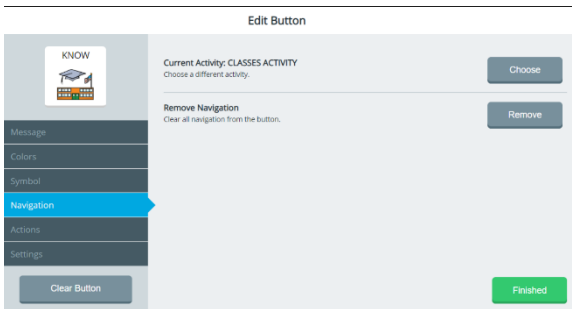 Edit Button
KNOW
Message
Colors
Symbol
Navigation
Actions
Settings
Clear Button
Current Activity: CLASSES ACTIVITY
Choose a different activity.
Choose
Remove Navigation
Clear all navigation from the button.
Remove
Finished